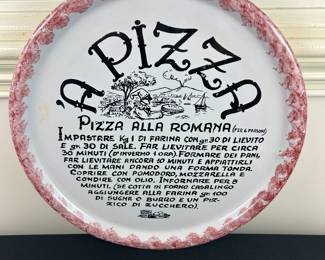 'A PIZZA
PIZZA ALLA ROMANA (PER 6 PERSONE)
IMPASTARE Kg 1 DI FARINA CON gr. 30 DI LIEVITO
E gr. 30 DI SALE. FAR LIEVITARE PER CIRCA
30 MINUTI (D'INVERNO 1 ORA). FORMARE DEI PANI,
FAR LIEVITARE ANCORA 10 MINUTI E APPIATTIRLI
CON LE MANI DANDO UNA FORMA TONDA.
COPRIRE CON POMODORO, MOZZARELLA E
CONDIRE CON OLIO, INFORNARE PER 8
MINUTI. (SE COTTA IN FORNO CASALINGO
AGGIUNGERE ALLA FARINA gr. 100
DI SUGNA O BURRO E UN PIZ-
ZICO DI ZUCCHERO).